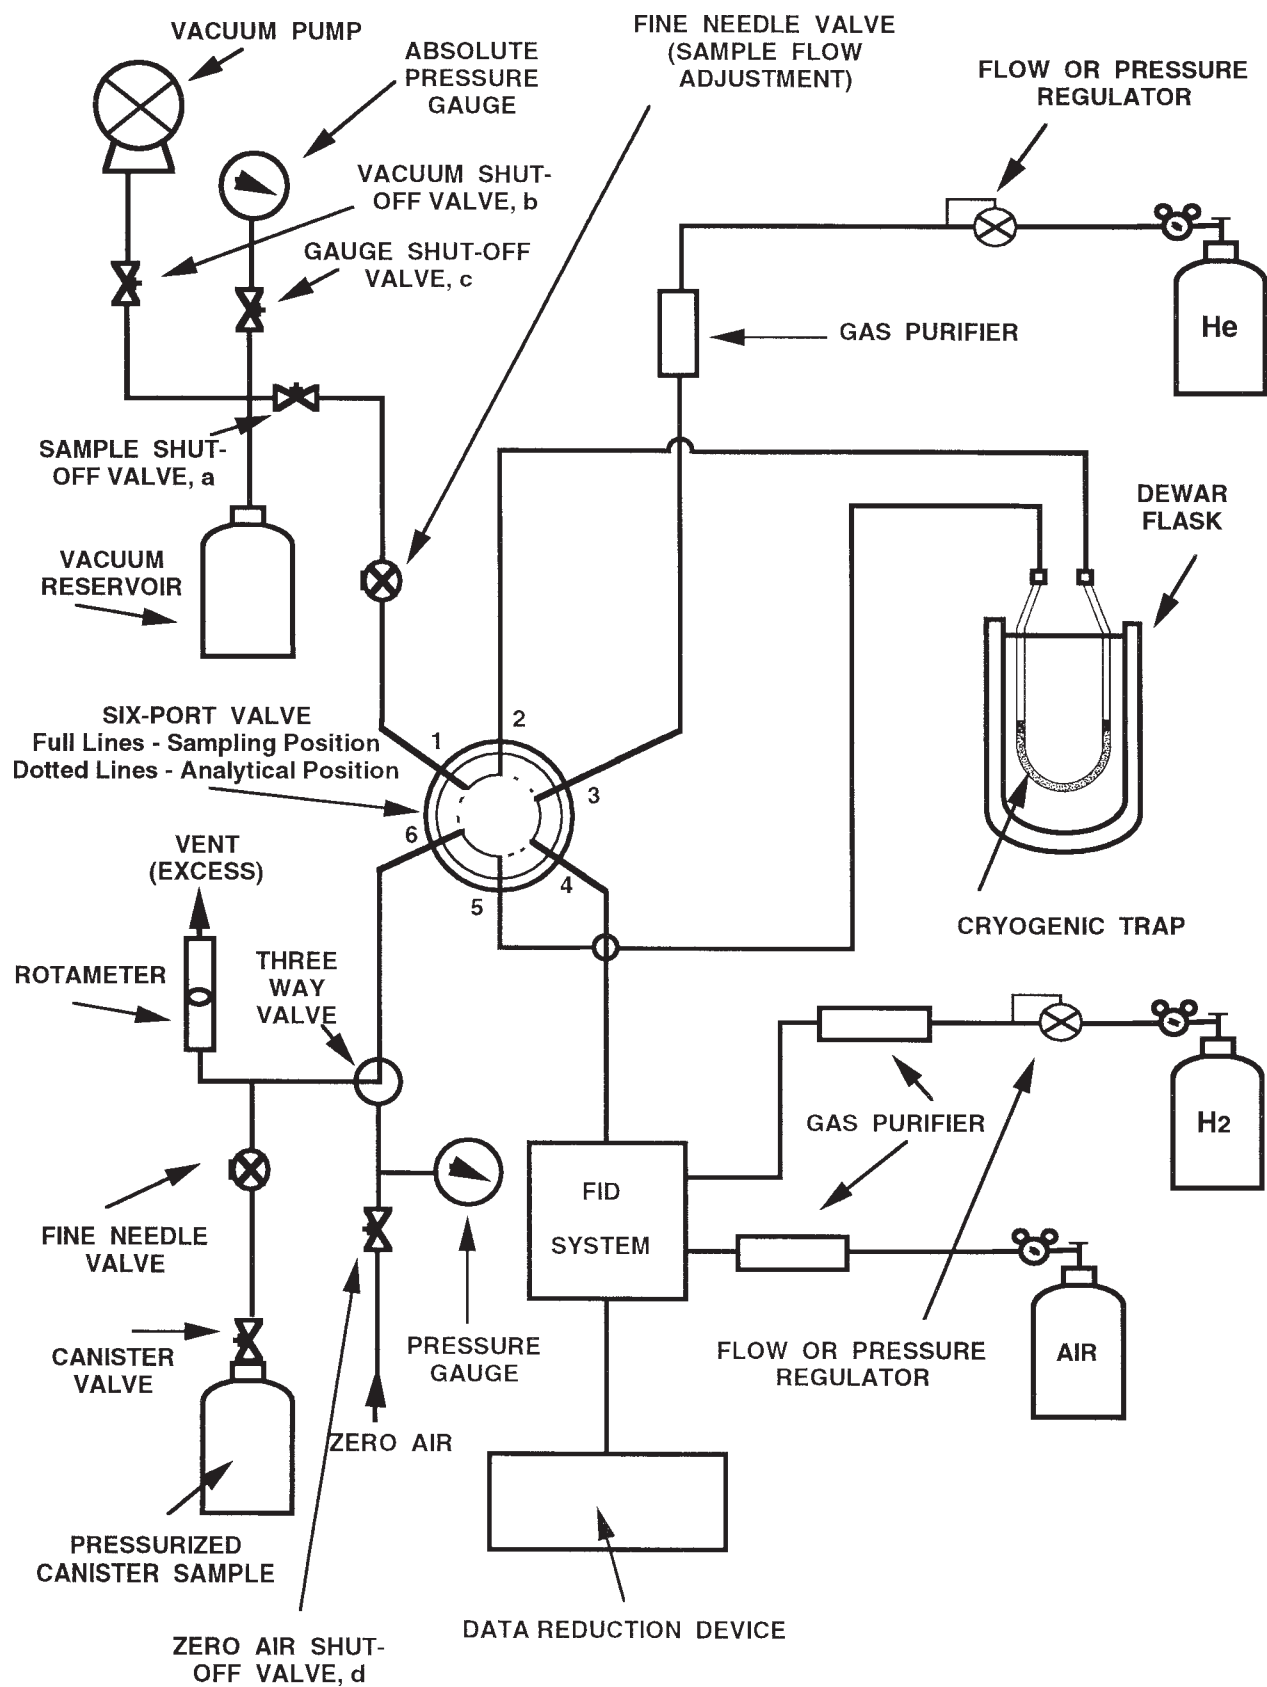 VACUUM PUMP
ABSOLUTE
PRESSURE
GAUGE
FINE NEEDLE VALVE
(SAMPLE FLOW
ADJUSTMENT)
FLOW OR PRESSURE
REGULATOR
VACUUM SHUT-
OFF VALVE, b
GAUGE SHUT-OFF
VALVE, c
He
GAS PURIFIER
SAMPLE SHUT-
OFF VALVE, a
DEWAR
FLASK
VACUUM
RESERVOIR
SIX-PORT VALVE
Full Lines - Sampling Position
Dotted Lines - Analytical Position
1
2
3
4
5
6
VENT
(EXCESS)
CRYOGENIC TRAP
ROTAMETER
THREE
WAY
VALVE
GAS PURIFIER
H2
FID
SYSTEM
FINE NEEDLE
VALVE
CANISTER
VALVE
PRESSURE
GAUGE
FLOW OR PRESSURE
REGULATOR
AIR
ZERO AIR
PRESSURIZED
CANISTER SAMPLE
DATA REDUCTION DEVICE
ZERO AIR SHUT-
OFF VALVE, d